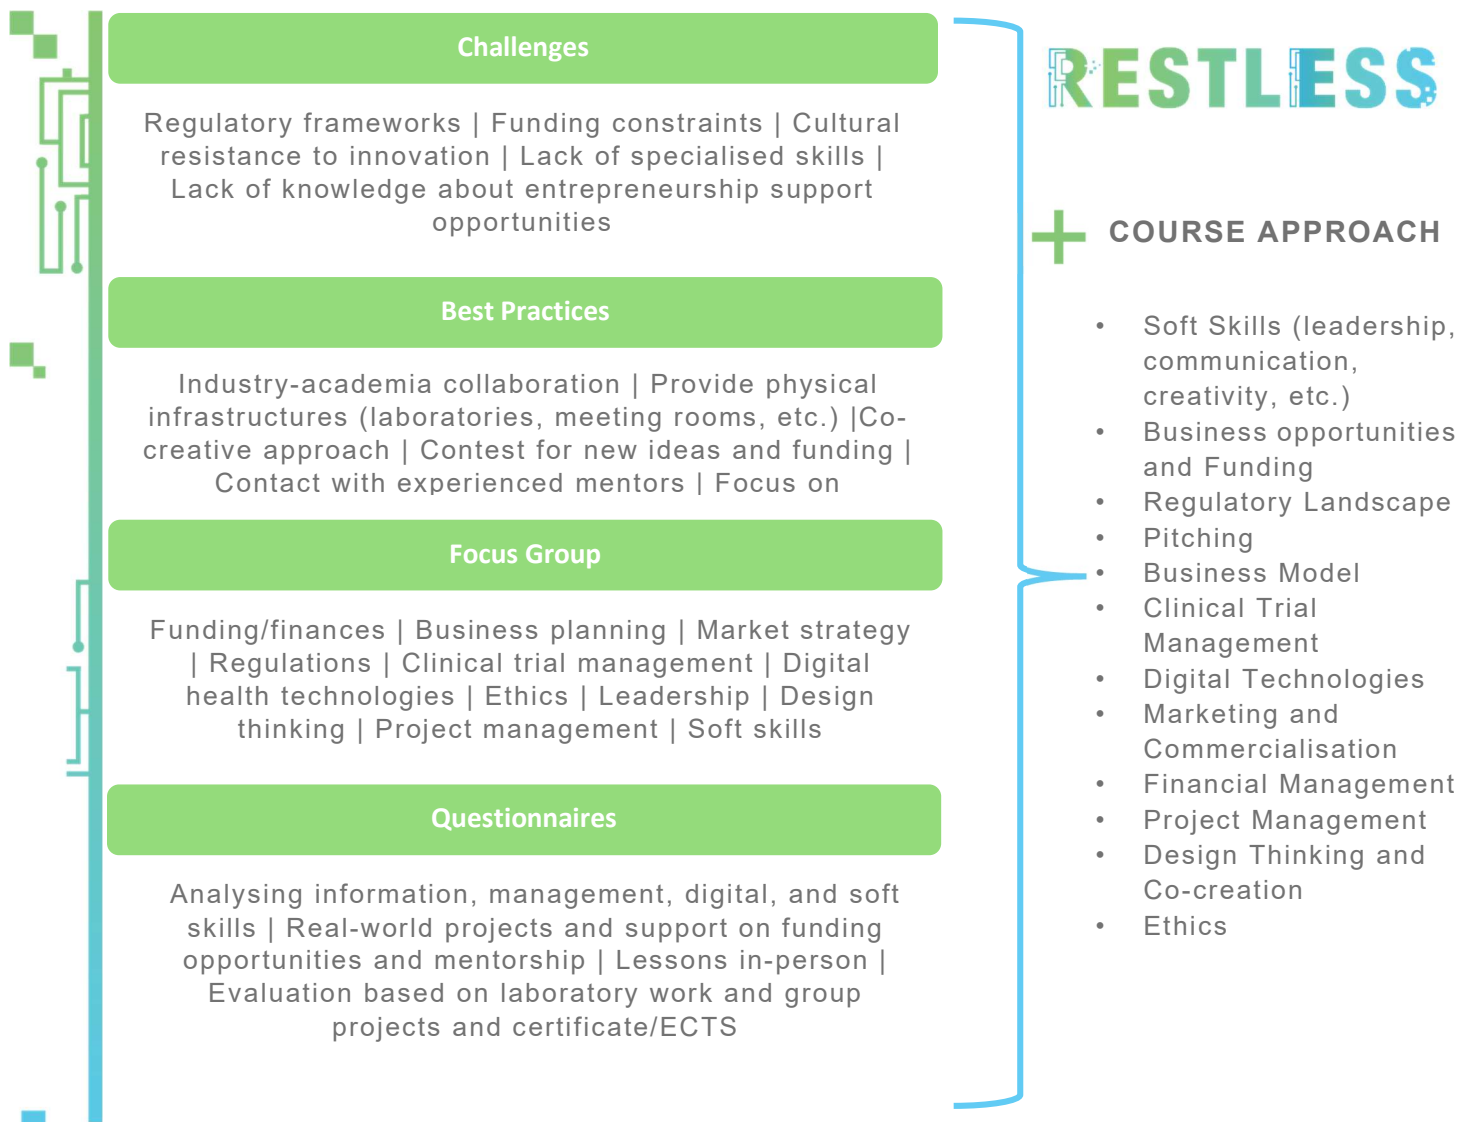 Challenges
Regulatory frameworks | Funding constraints | Cultural
resistance to innovation | Lack of specialised skills |
Lack of knowledge about entrepreneurship support
opportunities
Best Practices
Industry-academia collaboration | Provide physical
infrastructures (laboratories, meeting rooms, etc.) |Co-
creative approach | Contest for new ideas and funding |
Contact with experienced mentors | Focus on
Focus Group
Funding/finances | Business planning | Market strategy
| Regulations | Clinical trial management | Digital
health technologies | Ethics | Leadership | Design
thinking | Project management | Soft skills
Questionnaires
Analysing information, management, digital, and soft
skills | Real-world projects and support on funding
opportunities and mentorship | Lessons in-person |
Evaluation based on laboratory work and group
projects and certificate/ECTS
RESTLESS
COURSE APPROACH
• Soft Skills (leadership,
communication,
creativity, etc.)
• Business opportunities
and Funding
• Regulatory Landscape
• Pitching
• Business Model
• Clinical Trial
Management
• Digital Technologies
• Marketing and
Commercialisation
• Financial Management
• Project Management
• Design Thinking and
Co-creation
• Ethics